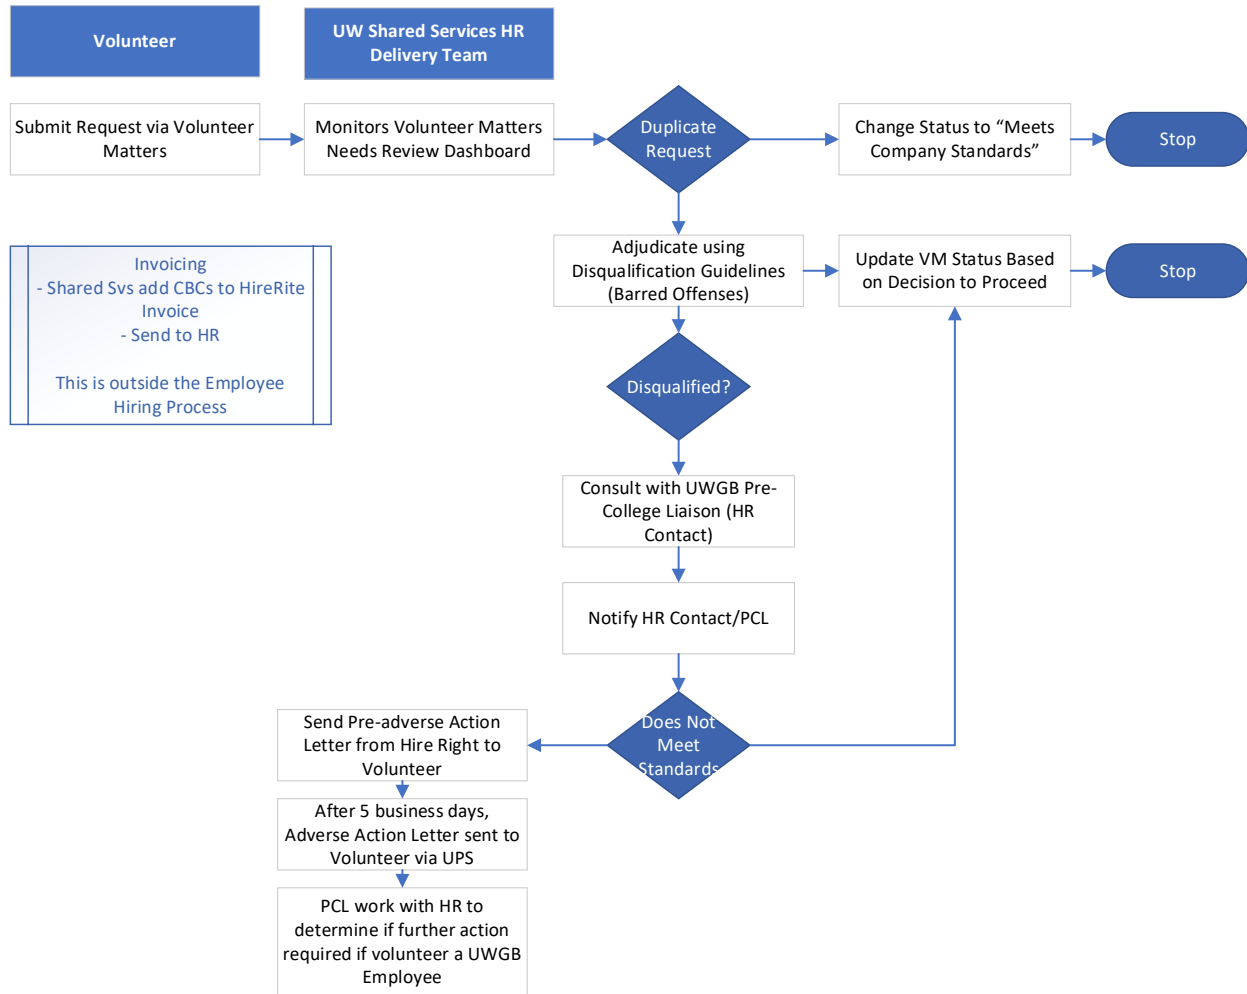 Volunteer
UW Shared Services HR
Delivery Team
Submit Request via Volunteer
Matters
Monitors Volunteer Matters
Needs Review Dashboard
Duplicate
Request
Change Status to “Meets
Company Standards”
Stop
Invoicing
- Shared Svs add CBCs to HireRite
Invoice
- Send to HR
This is outside the Employee
Hiring Process
Adjudicate using
Disqualification Guidelines
(Barred Offenses)
Update VM Status Based
on Decision to Proceed
Stop
Disqualified?
Consult with UWGB Pre-
College Liaison (HR
Contact)
Notify HR Contact/PCL
Does Not
Meet
Standards
Send Pre-adverse Action
Letter from Hire Right to
Volunteer
After 5 business days,
Adverse Action Letter sent to
Volunteer via UPS
PCL work with HR to
determine if further action
required if volunteer a UWGB
Employee